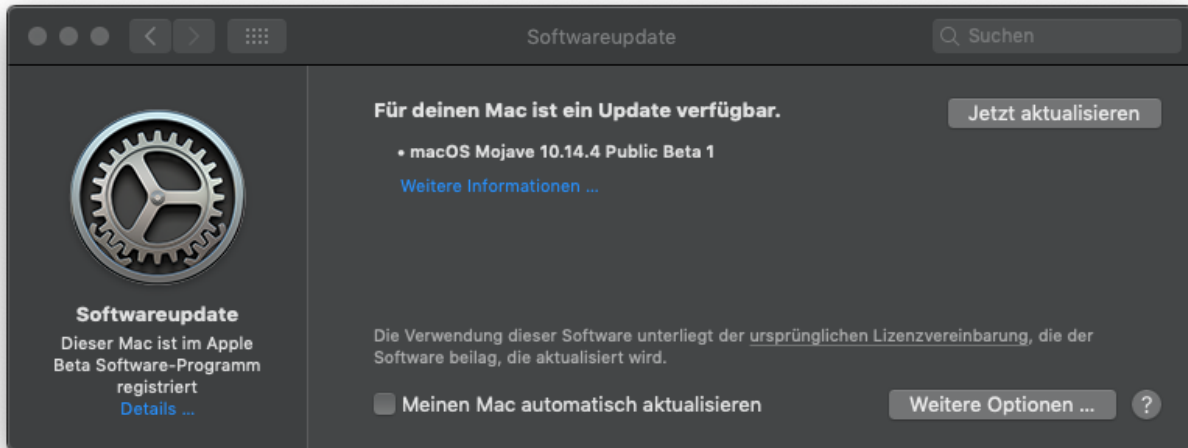 Softwareupdate
Suchen
Für deinen Mac ist ein Update verfügbar.
Jetzt aktualisieren
• macOS Mojave 10.14.4 Public Beta 1
Weitere Informationen ...
Softwareupdate
Dieser Mac ist im Apple
Beta Software-Programm
registriert
Details ...
Die Verwendung dieser Software unterliegt der ursprünglichen Lizenzvereinbarung, die der
Software beilag, die aktualisiert wird.
Meinen Mac automatisch aktualisieren
Weitere Optionen ...
?